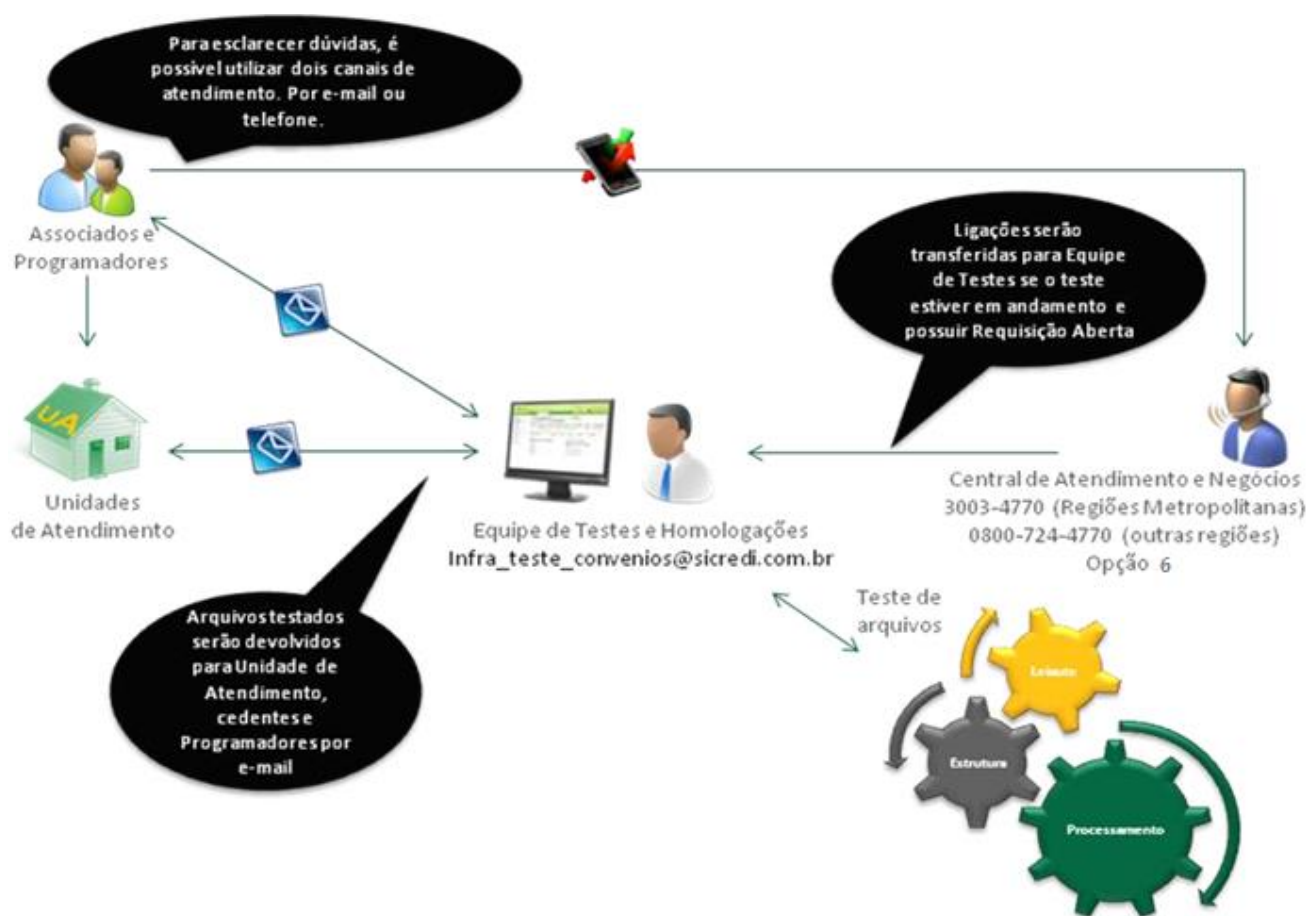 Para esclarecer dúvidas, é
possível utilizar dois canais de
atendimento. Por e-mail ou
telefone.
Associados e
Programadores
Ligações serão
transferidas para Equipe
de Testes se o teste
estiver em andamento e
possuir Requisição Aberta
UA
Unidades
de Atendimento
Equipe de Testes e Homologações
Infra_teste_convenios@sicredi.com.br
Central de Atendimento e Negócios
3003-4770 (Regiões Metropolitanas)
0800-724-4770 (outras regiões)
Opção 6
Arquivos testados
serão devolvidos
para Unidade de
Atendimento,
cedentes e
Programadores por
e-mail
Teste de
arquivos
Estrutura
Processamento